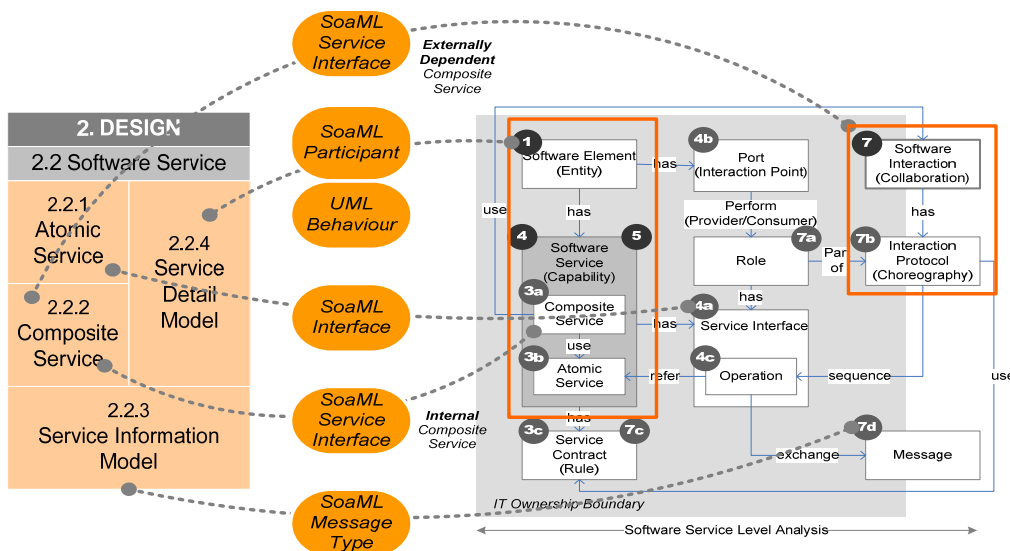 2. DESIGN
2.2 Software Service
2.2.1
Atomic
Service
2.2.2
Composite
Service
2.2.4
Service
Detail
Model
2.2.3
Service Information
Model
SoaML
Service
Interface
Externally
Dependent
Composite
Service
SoaML
Participant
UML
Behaviour
SoaML
Interface
SoaML
Service
Interface
Internal
Composite
Service
SoaML
Message
Type
1
Software Element
(Entity)
has
4b
Port
(Interaction Point)
7
Software
Interaction
(Collaboration)
use
has
Perform
(Provider/Consumer)
has
4
5
Software
Service
(Capability)
7a
Role
Part
of
7b
Interaction
Protocol
(Choreography)
3a
Composite
Service
has
has
4a
Service Interface
use
3b
Atomic
Service
refer
4c
Operation
sequence
use
has
3c
7c
Service
Contract
(Rule)
exchange
7d
Message
IT Ownership Boundary
Software Service Level Analysis